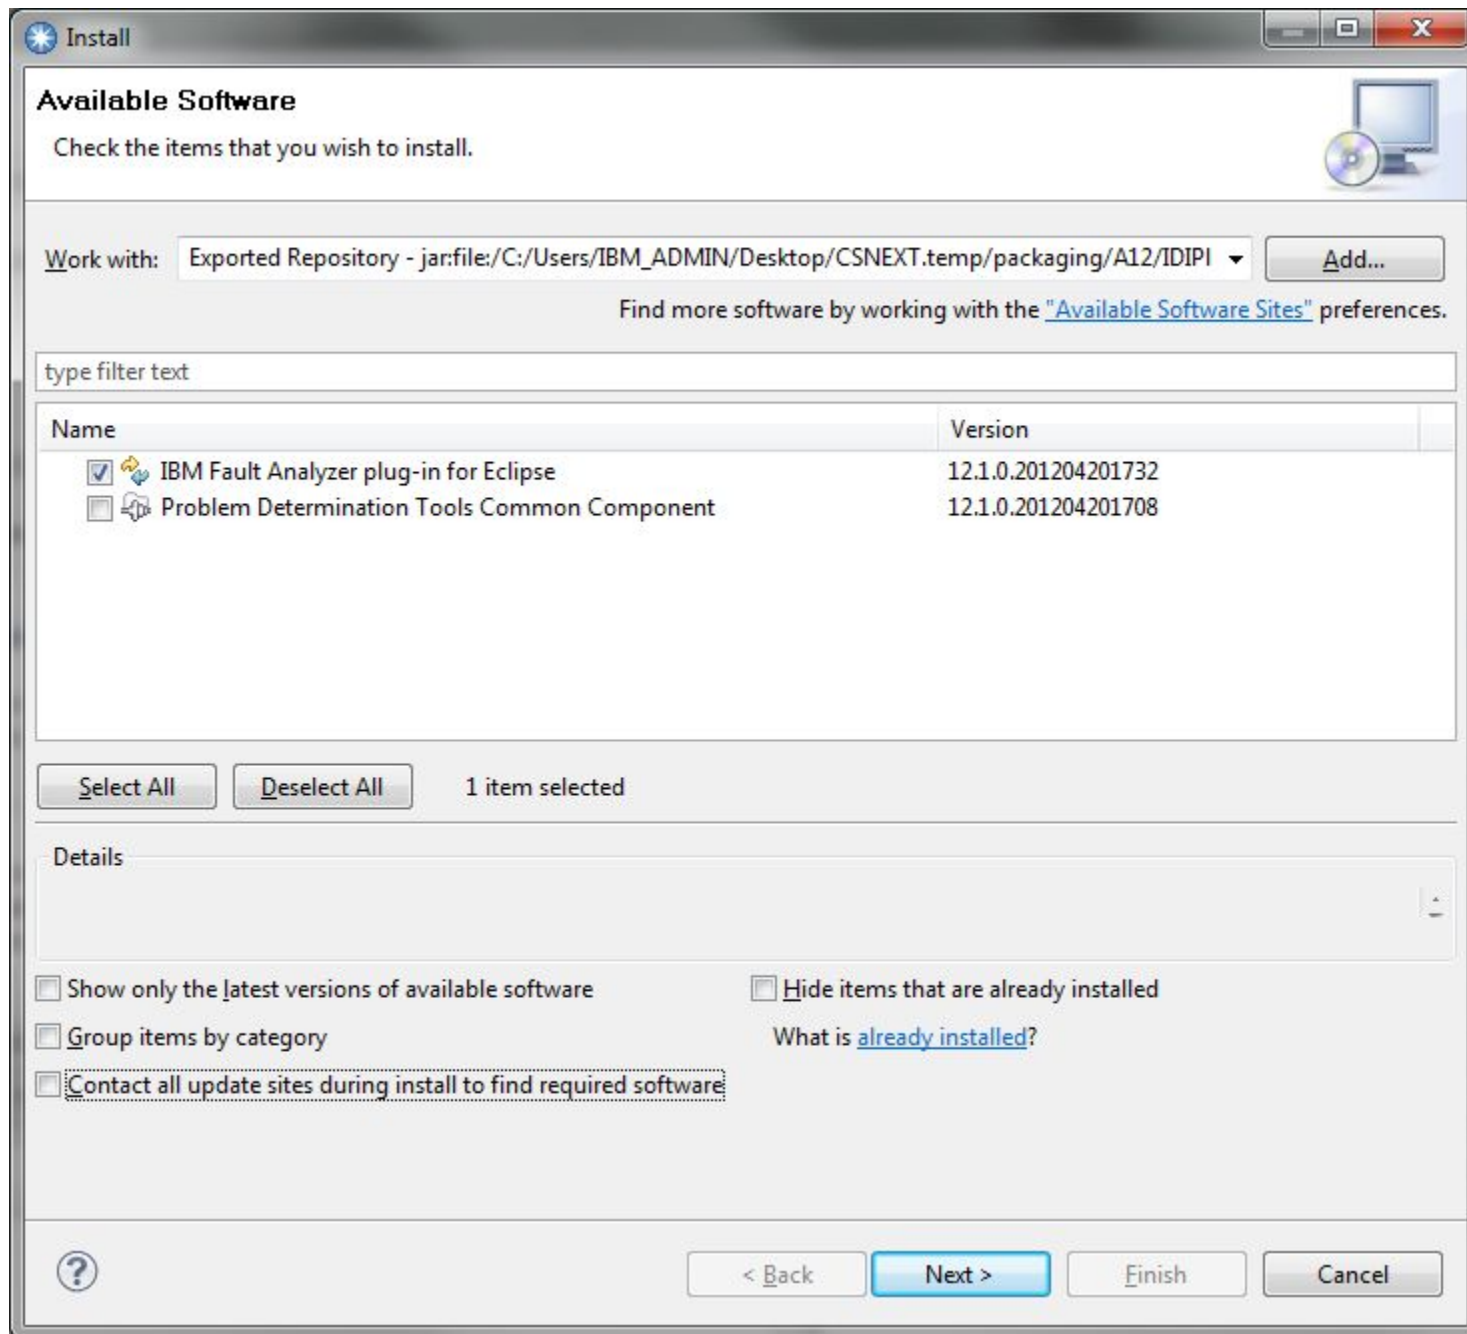 Install
Available Software
Check the items that you wish to install.
Work with: Exported Repository - jar:file:/C:/Users/IBM_ADMIN/Desktop/CSNEXT.temp/packaging/A12/IDIPI Add...
Find more software by working with the "Available Software Sites" preferences.
type filter text
Name Version
IBM Fault Analyzer plug-in for Eclipse 12.1.0.201204201732
Problem Determination Tools Common Component 12.1.0.201204201708
Select All Deselect All 1 item selected
Details
Show only the latest versions of available software Hide items that are already installed
Group items by category What is already installed?
Contact all update sites during install to find required software
? < Back Next > Finish Cancel